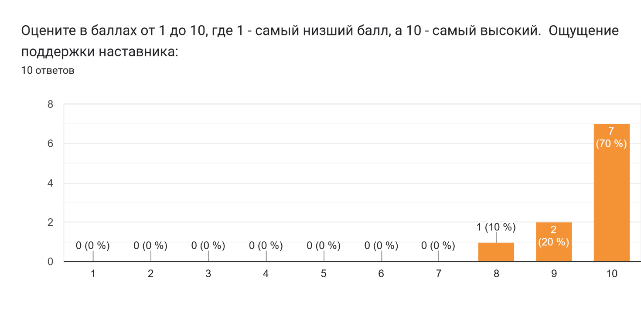 Оцените в баллах от 1 до 10, где 1 - самый низший балл, а 10 - самый высокий.  Ощущение
поддержки наставника:
10 ответов
8
6
4
2
0
0 (0 %)
0 (0 %)
0 (0 %)
0 (0 %)
0 (0 %)
0 (0 %)
0 (0 %)
1 (10 %)
2
(20 %)
7
(70 %)
1
2
3
4
5
6
7
8
9
10